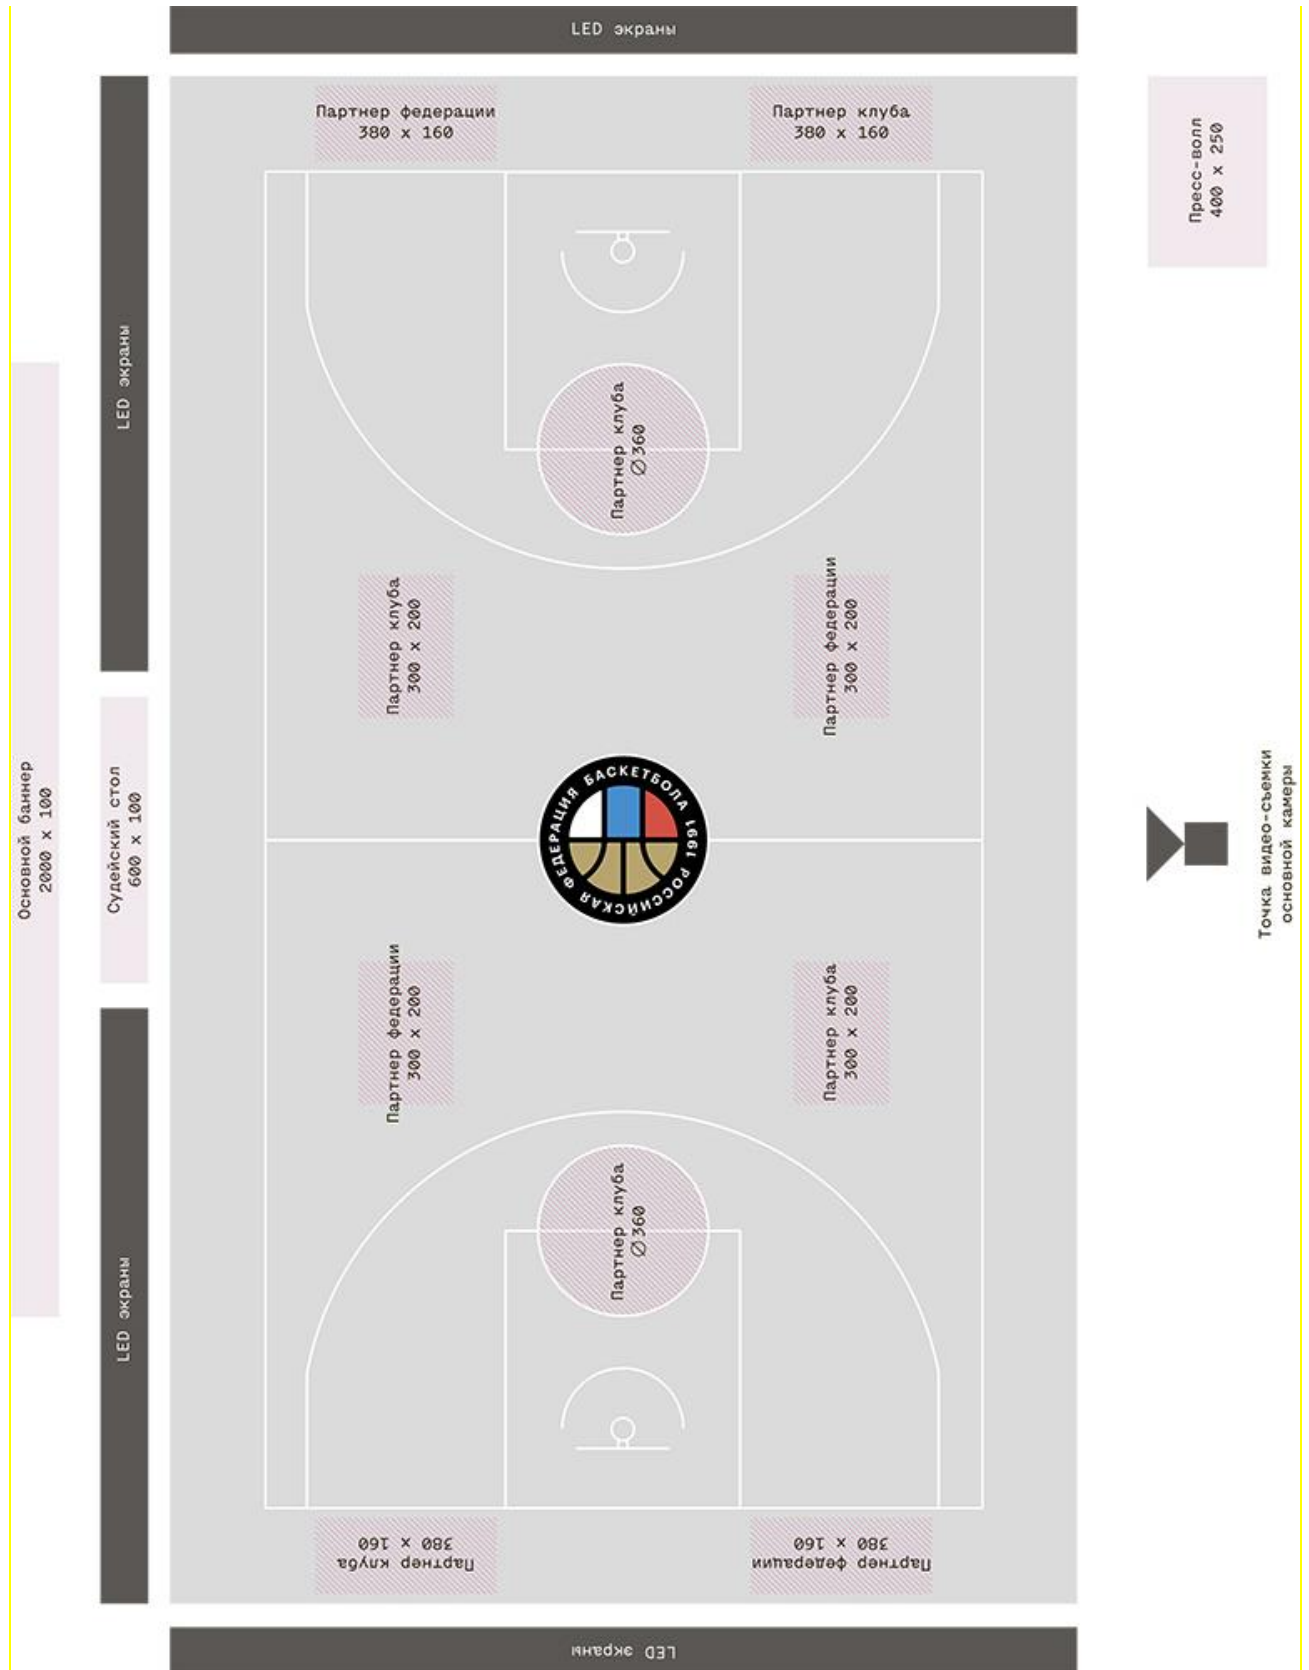 LED экраны
Партнер федерации
380 x 160
Партнер клуба
380 x 160
Пресс-волл
400 x 250
LED экраны
Партнер клуба
Ø360
Партнер клуба
300 x 200
Партнер федерации
300 x 200
Основной баннер
2000 x 100
Судейский стол
600 x 100
РОССИЙСКАЯ ФЕДЕРАЦИЯ БАСКЕТБОЛА 1991
Точка видео-съемки
основной камеры
Партнер федерации
300 x 200
Партнер клуба
300 x 200
LED экраны
Партнер клуба
Ø360
Партнер клуба
380 x 160
Партнер федерации
380 x 160
LED экраны